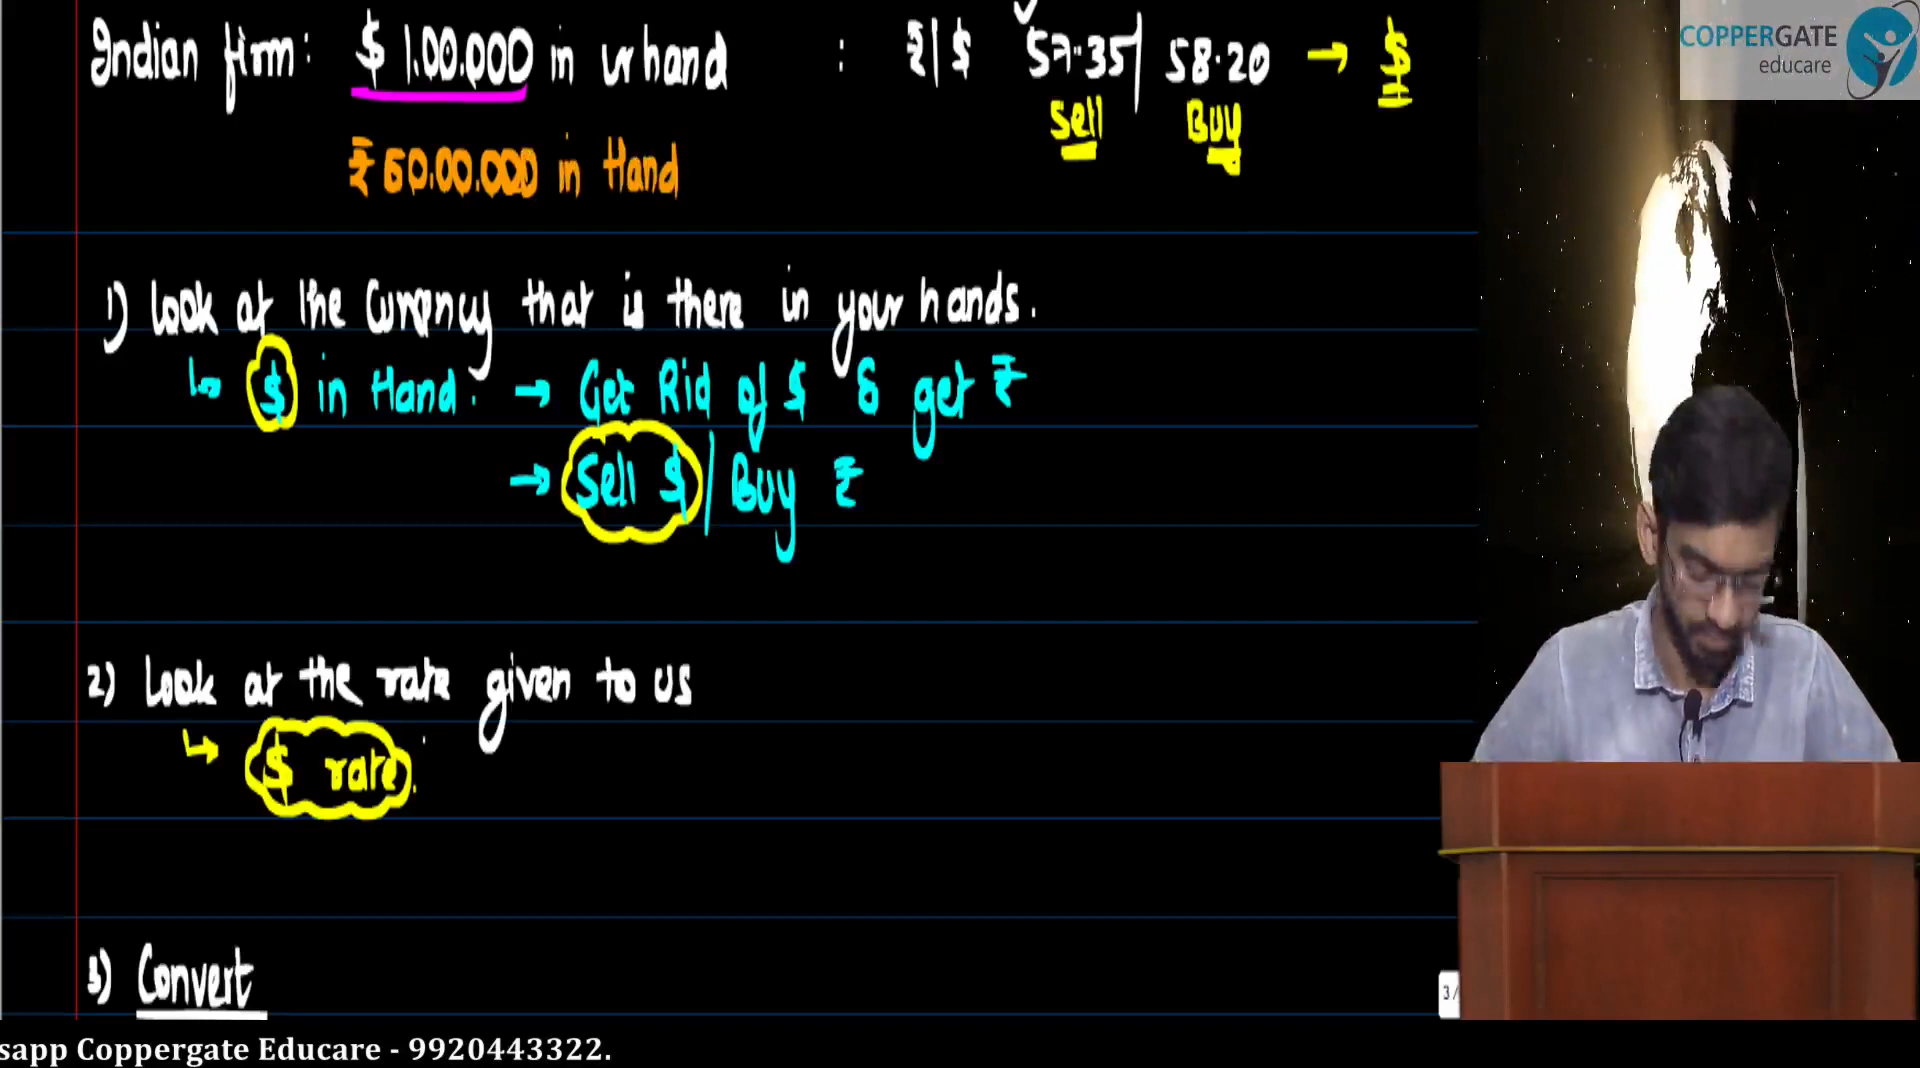 Indian firm: $ 1.00.000 in ur hand : ₹|$ 57.35/ 58.20 → $
Sell Buy
₹ 60.00.000 in Hand
COPPERGATE
educare
1) Look at the Currency that is there in your hands.
↳ $ in Hand. → Get Rid of $ & get ₹
→ Sell $ / Buy ₹
2) Look at the rate given to us
↳ $ rate.
3) Convert
3/
sapp Coppergate Educare - 9920443322.